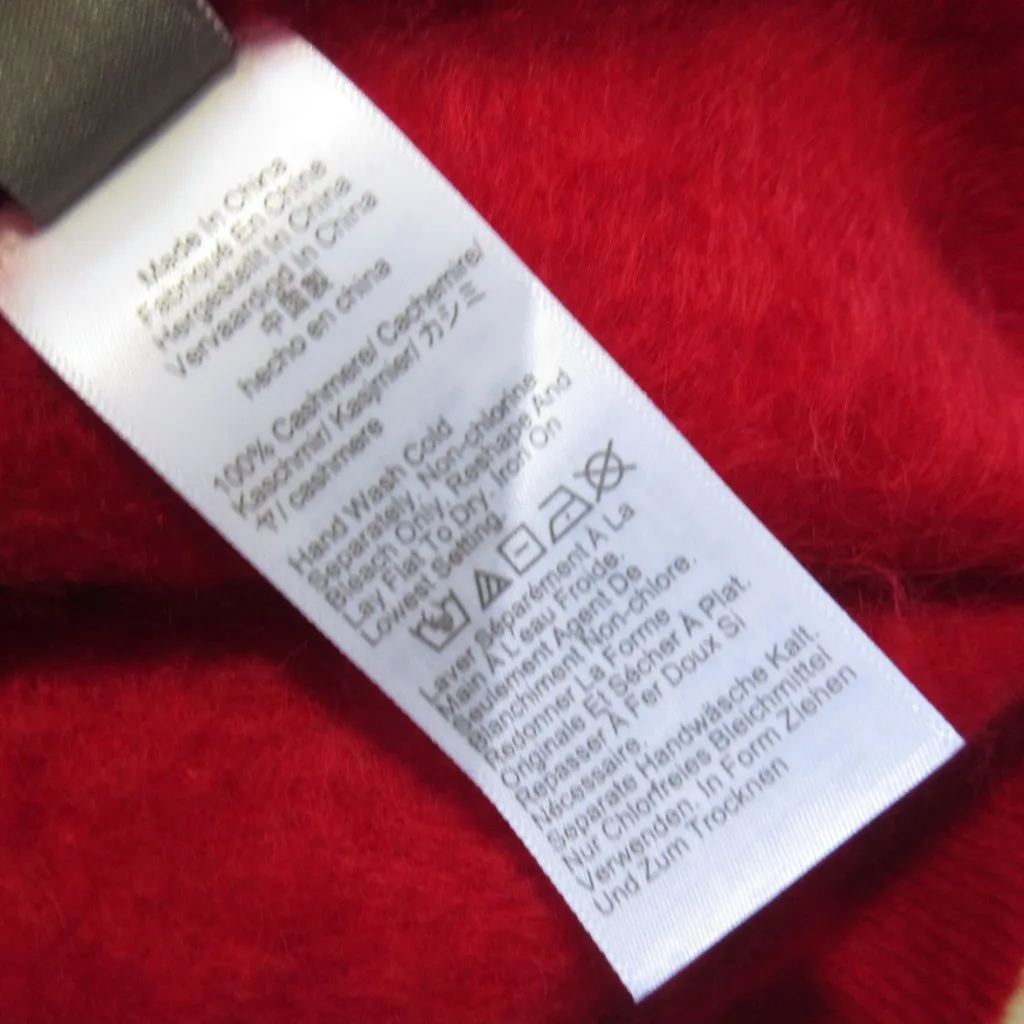 Made In China
Fabriqué En Chine
Hergestellt In China
Vervaardigd In China
中国製
hecho en china
100% Cashmere/ Cachemire/
Kaschmir/ Kasjmier/ カシミ
ヤ/ cashmere
Hand Wash Cold
Separately, Non-chlorine
Bleach Only, Reshape And
Lay Flat To Dry, Iron On
Lowest Setting
Laver Séparément À La
Main À L'eau Froide.
Seulement Agent De
Blanchiment Non-chlore.
Redonner La Forme
Originale Et Sécher À Plat.
Repasser À Fer Doux Si
Nécessaire.
Separate Handwäsche Kalt.
Nur Chlorfreies Bleichmittel
Verwenden. In Form Ziehen
Und Zum Trocknen